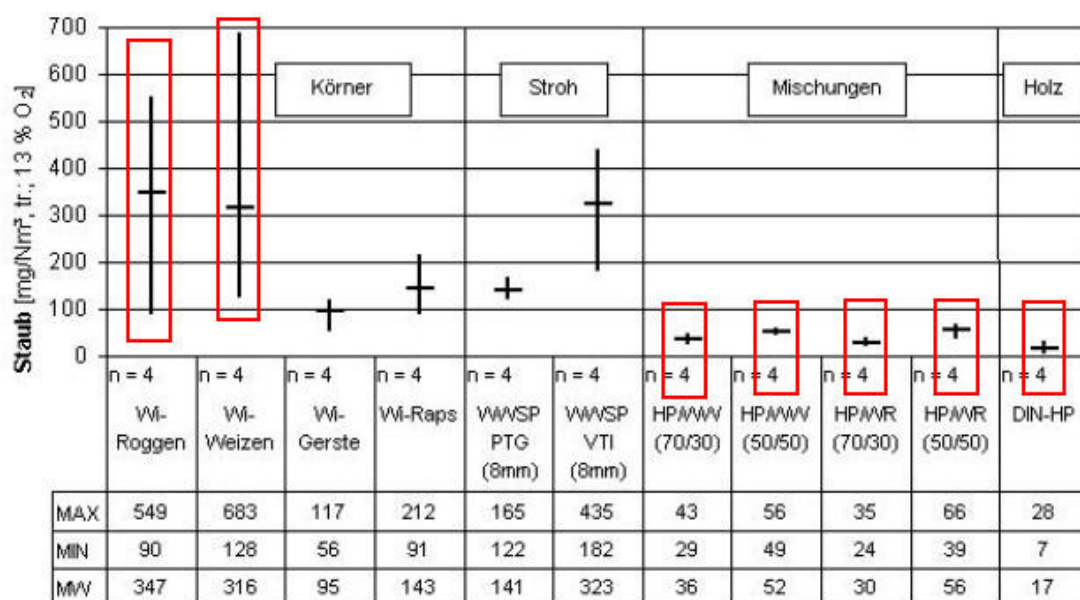 Staub [mg/Nm³, tr.; 13 % O₂]
700
600
500
400
300
200
100
0
Körner
Stroh
Mischungen
Holz
n = 4 n = 4 n = 4 n = 4 n = 4 n = 4 n = 4 n = 4 n = 4 n = 4 n = 4
Wi-Roggen
Wi-Weizen
Wi-Gerste
Wi-Raps
WWSP PTG (8mm)
WWSP VTI (8mm)
HP/WW (70/30)
HP/WW (50/50)
HP/WR (70/30)
HP/WR (50/50)
DIN-HP
MAX 549 683 117 212 165 435 43 56 35 66 28
MIN 90 128 56 91 122 182 29 49 24 39 7
MW 347 316 95 143 141 323 36 52 30 56 17